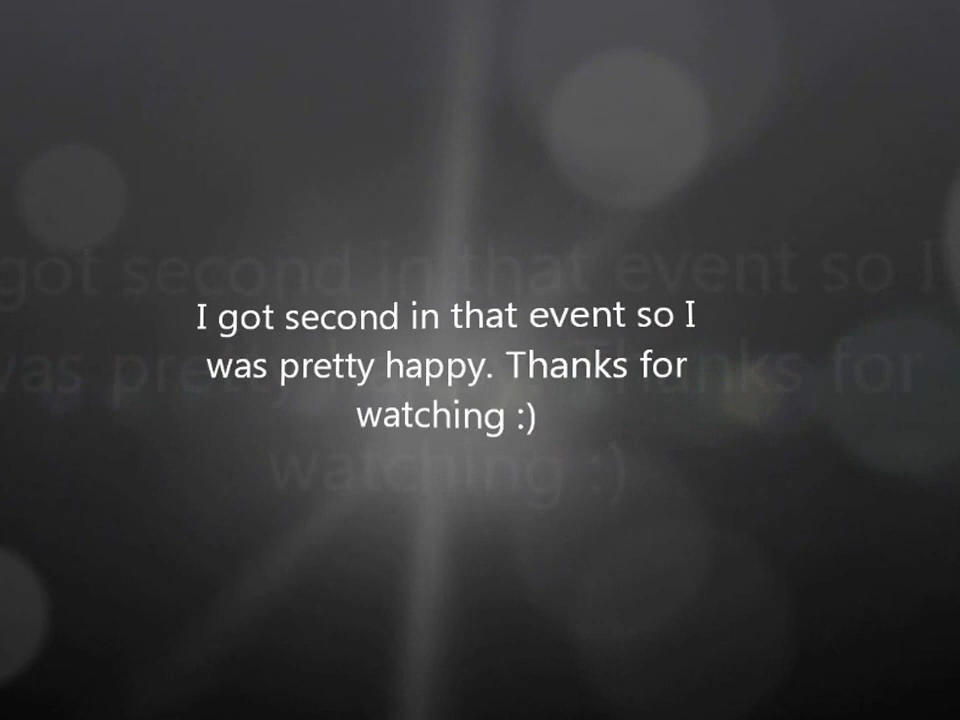 I got second in that event so I
was pretty happy. Thanks for
watching :)